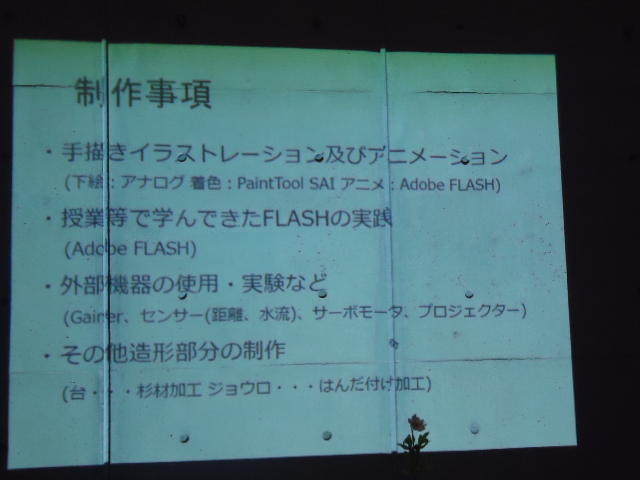 制作事項
・手描きイラストレーション及びアニメーション
(下絵：アナログ 着色：PaintTool SAI アニメ：Adobe FLASH)
・授業等で学んできたFLASHの実践
(Adobe FLASH)
・外部機器の使用・実験など
(Gainer、センサー(距離、水流)、サーボモータ、プロジェクター)
・その他造形部分の制作
(台・・・杉材加工 ジョウロ・・・はんだ付け加工)